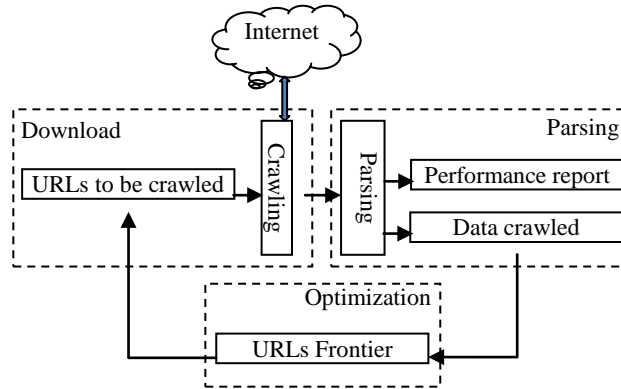 Internet
Download
URLs to be crawled
Crawling
Parsing
Parsing
Performance report
Data crawled
Optimization
URLs Frontier